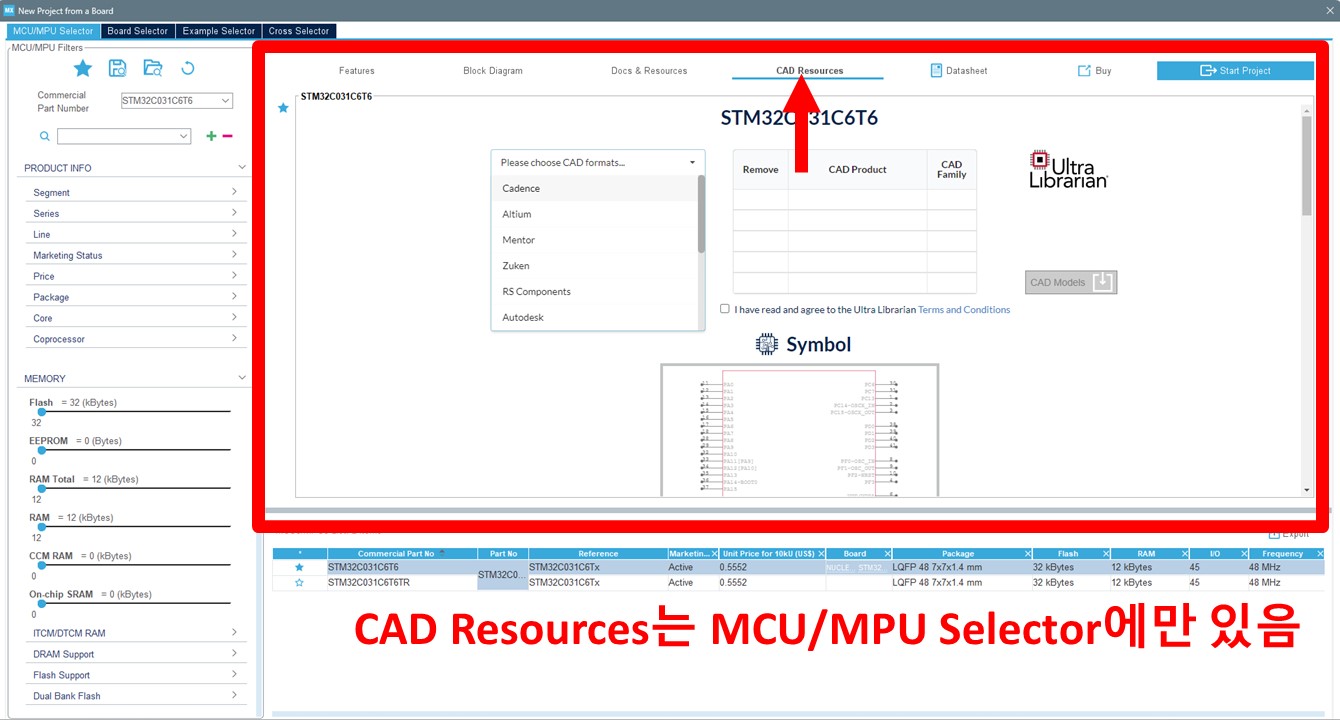 New Project from a Board
MCU/MPU Selector Board Selector Example Selector Cross Selector
MCU/MPU Filters
Commercial
Part Number
STM32C031C6T6
PRODUCT INFO
Segment
Series
Line
Marketing Status
Price
Package
Core
Coprocessor
MEMORY
Flash = 32 (kBytes)
32
EEPROM = 0 (Bytes)
0
RAM Total = 12 (kBytes)
12
RAM = 12 (kBytes)
12
CCM RAM = 0 (kBytes)
0
On-chip SRAM = 0 (kBytes)
0
ITCM/DTCM RAM
DRAM Support
Flash Support
Dual Bank Flash
Features Block Diagram Docs & Resources CAD Resources Datasheet Buy Start Project
STM32C031C6T6
Please choose CAD formats...
Cadence
Altium
Mentor
Zuken
RS Components
Autodesk
Remove CAD Product CAD Family
Ultra
Librarian
CAD Models
I have read and agree to the Ultra Librarian Terms and Conditions
Symbol
Export
* Commercial Part No Part No Reference Marketin... Unit Price for 10kU (US$) Board Package Flash RAM I/O Frequency
STM32C031C6T6 STM32C0... STM32C031C6Tx Active 0.5552 NUCLE... STM32... LQFP 48 7x7x1.4 mm 32 kBytes 12 kBytes 45 48 MHz
STM32C031C6T6TR STM32C031C6Tx Active 0.5552 LQFP 48 7x7x1.4 mm 32 kBytes 12 kBytes 45 48 MHz
CAD Resources는 MCU/MPU Selector에만 있음